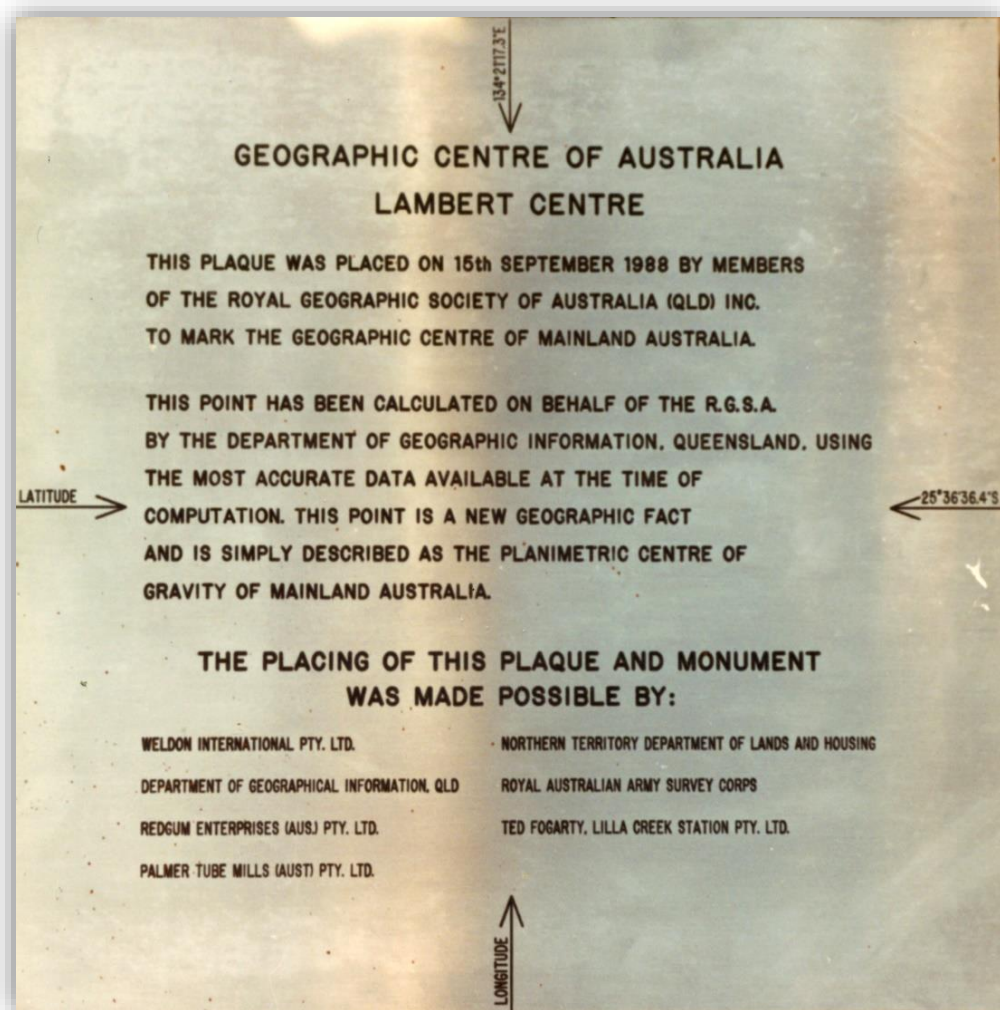 134°21'17.3"E
GEOGRAPHIC CENTRE OF AUSTRALIA
LAMBERT CENTRE
THIS PLAQUE WAS PLACED ON 15th SEPTEMBER 1988 BY MEMBERS
OF THE ROYAL GEOGRAPHIC SOCIETY OF AUSTRALIA (QLD) INC.
TO MARK THE GEOGRAPHIC CENTRE OF MAINLAND AUSTRALIA.
THIS POINT HAS BEEN CALCULATED ON BEHALF OF THE R.G.S.A.
BY THE DEPARTMENT OF GEOGRAPHIC INFORMATION, QUEENSLAND, USING
THE MOST ACCURATE DATA AVAILABLE AT THE TIME OF
LATITUDE
25°36'36.4"S
COMPUTATION. THIS POINT IS A NEW GEOGRAPHIC FACT
AND IS SIMPLY DESCRIBED AS THE PLANIMETRIC CENTRE OF
GRAVITY OF MAINLAND AUSTRALIA.
THE PLACING OF THIS PLAQUE AND MONUMENT
WAS MADE POSSIBLE BY:
WELDON INTERNATIONAL PTY. LTD.
DEPARTMENT OF GEOGRAPHICAL INFORMATION, QLD
REDGUM ENTERPRISES (AUS.) PTY. LTD.
PALMER TUBE MILLS (AUST) PTY. LTD.
NORTHERN TERRITORY DEPARTMENT OF LANDS AND HOUSING
ROYAL AUSTRALIAN ARMY SURVEY CORPS
TED FOGARTY, LILLA CREEK STATION PTY. LTD.
LONGITUDE